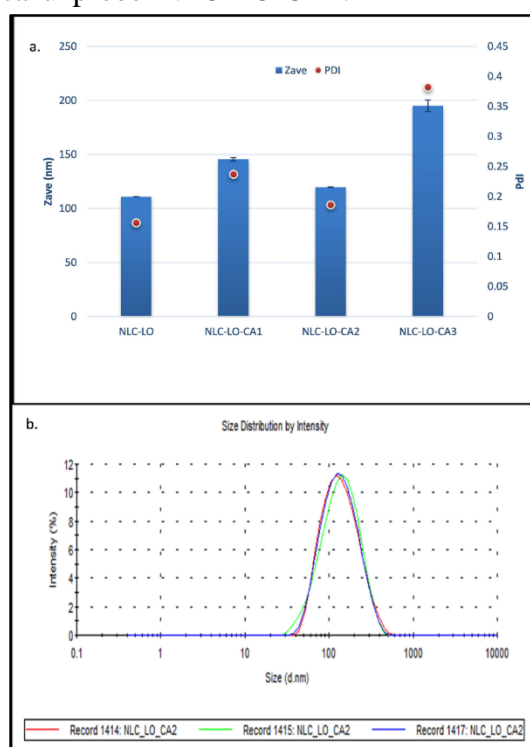 a.
250
0.45
Zave PDI
0.4
200
0.35
0.3
150
0.25
Zave (nm)
PdI
0.2
100
0.15
0.1
50
0.05
0
0
NLC-LO NLC-LO-CA1 NLC-LO-CA2 NLC-LO-CA3
b.
Size Distribution by Intensity
12
10
8
6
4
2
0
Intensity (%)
0.1 1 10 100 1000 10000
Size (d.nm)
Record 1414: NLC_LO_CA2 Record 1415: NLC_LO_CA2 Record 1417: NLC_LO_CA2